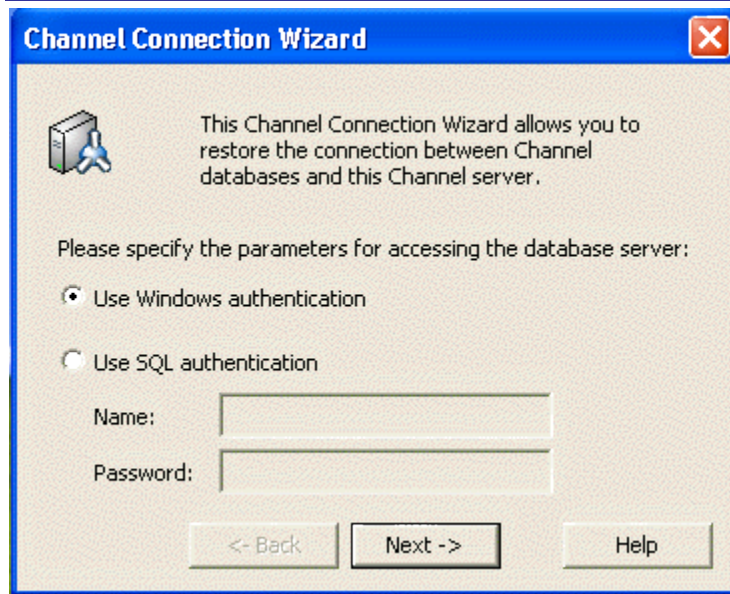 Channel Connection Wizard
This Channel Connection Wizard allows you to
restore the connection between Channel
databases and this Channel server.
Please specify the parameters for accessing the database server:
Use Windows authentication
Use SQL authentication
Name:
Password:
<- Back Next -> Help